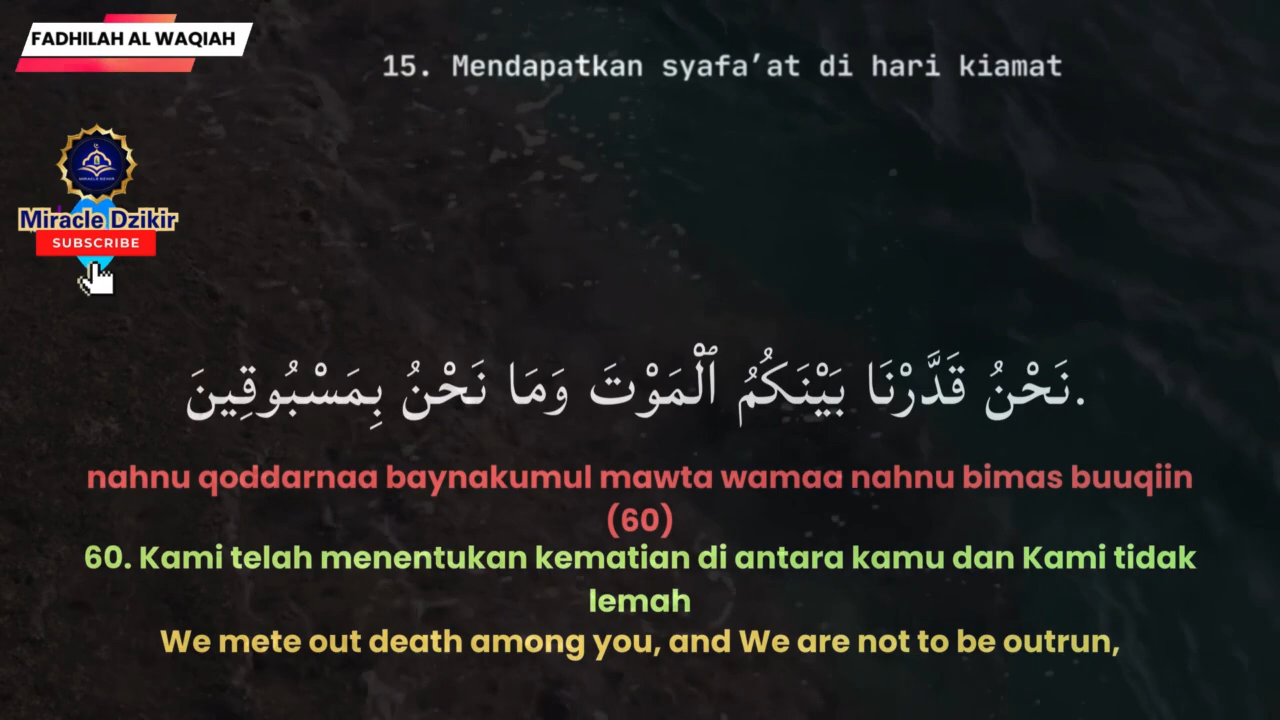 FADHILAH AL WAQIAH
15. Mendapatkan syafa’at di hari kiamat
Miracle Dzikir
SUBSCRIBE
نَحْنُ قَدَّرْنَا بَيْنَكُمُ ٱلْمَوْتَ وَمَا نَحْنُ بِمَسْبُوقِينَ.
nahnu qoddarnaa baynakumul mawta wamaa nahnu bimas buuqiin
(60)
60. Kami telah menentukan kematian di antara kamu dan Kami tidak
lemah
We mete out death among you, and We are not to be outrun,